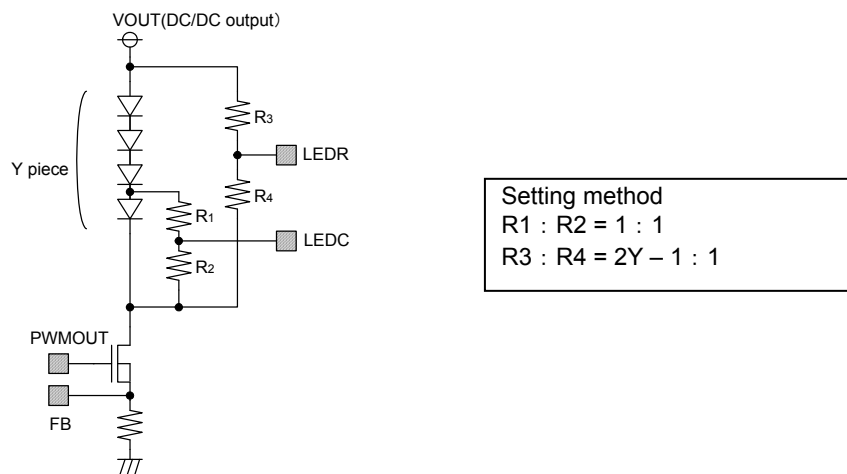 VOUT(DC/DC output）
R3
LEDR
Y piece
R4
R1
LEDC
R2
PWMOUT
FB
Setting method
R1 : R2 = 1 : 1
R3 : R4 = 2Y – 1 : 1